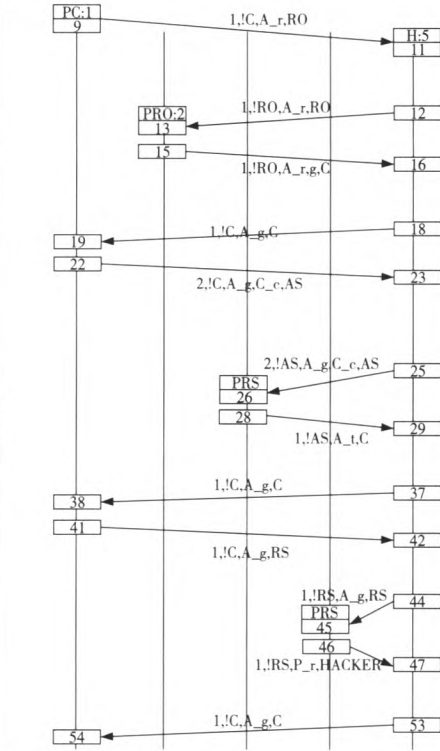 PC:1
9
1,!C,A_r,RO
H:5
11
PRO:2
13
1,!RO,A_r,RO
12
15
1,!RO,A_r,g,C
16
18
19
1,!C,A_g,C
22
23
2,!C,A_g,C_c,AS
25
2,!AS,A_g,C_c,AS
PRS
26
28
29
1,!AS,A_t,C
37
1,!C,A_g,C
38
41
42
1,!C,A_g,RS
44
1,!RS,A_g,RS
PRS
45
46
47
1,!RS,P_r,HACKER
53
1,!C,A_g,C
54